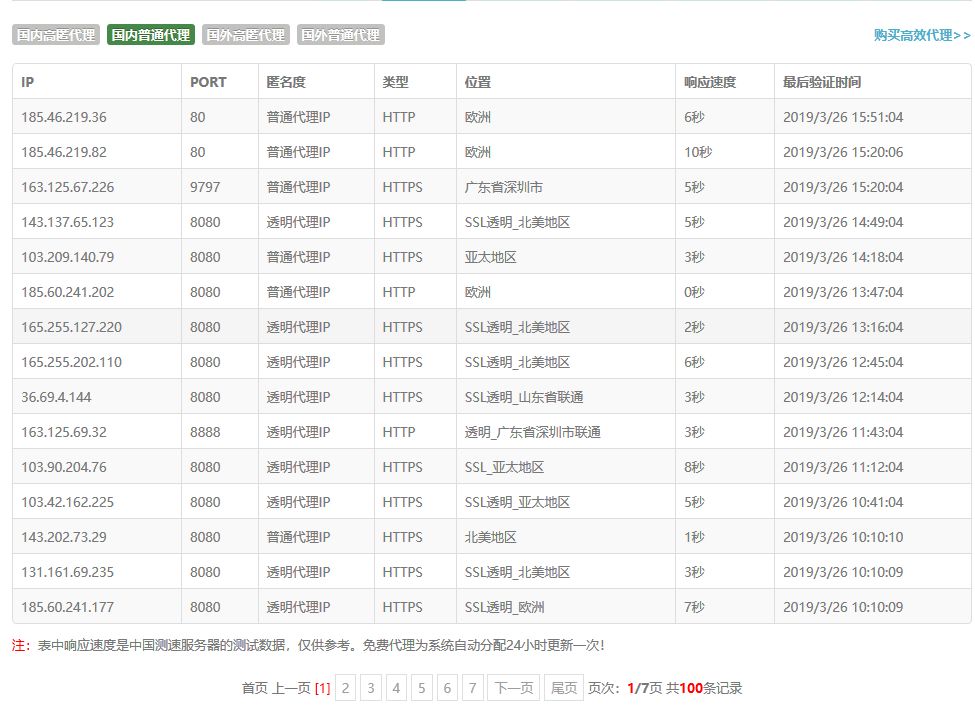 国内高匿代理 国内普通代理 国外高匿代理 国外普通代理 购买高效代理>>
IP PORT 匿名度 类型 位置 响应速度 最后验证时间
185.46.219.36 80 普通代理IP HTTP 欧洲 6秒 2019/3/26 15:51:04
185.46.219.82 80 普通代理IP HTTP 欧洲 10秒 2019/3/26 15:20:06
163.125.67.226 9797 普通代理IP HTTPS 广东省深圳市 5秒 2019/3/26 15:20:04
143.137.65.123 8080 透明代理IP HTTPS SSL透明_北美地区 5秒 2019/3/26 14:49:04
103.209.140.79 8080 普通代理IP HTTPS 亚太地区 3秒 2019/3/26 14:18:04
185.60.241.202 8080 普通代理IP HTTP 欧洲 0秒 2019/3/26 13:47:04
165.255.127.220 8080 透明代理IP HTTPS SSL透明_北美地区 2秒 2019/3/26 13:16:04
165.255.202.110 8080 透明代理IP HTTPS SSL透明_北美地区 6秒 2019/3/26 12:45:04
36.69.4.144 8080 透明代理IP HTTPS SSL透明_山东省联通 3秒 2019/3/26 12:14:04
163.125.69.32 8888 透明代理IP HTTP 透明_广东省深圳市联通 3秒 2019/3/26 11:43:04
103.90.204.76 8080 透明代理IP HTTPS SSL_亚太地区 8秒 2019/3/26 11:12:04
103.42.162.225 8080 透明代理IP HTTPS SSL透明_亚太地区 5秒 2019/3/26 10:41:04
143.202.73.29 8080 普通代理IP HTTPS 北美地区 1秒 2019/3/26 10:10:10
131.161.69.235 8080 透明代理IP HTTPS SSL透明_北美地区 3秒 2019/3/26 10:10:09
185.60.241.177 8080 透明代理IP HTTPS SSL透明_欧洲 7秒 2019/3/26 10:10:09
注：表中响应速度是中国测速服务器的测试数据，仅供参考。免费代理为系统自动分配24小时更新一次！
首页 上一页 [1] 2 3 4 5 6 7 下一页 尾页 页次：1/7页 共100条记录